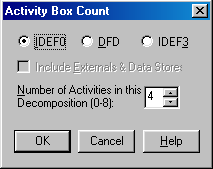 Activity Box Count
IDEF0 DFD IDEF3
Include Externals & Data Stores
Number of Activities in this
Decomposition (0-8): 4
OK Cancel Help